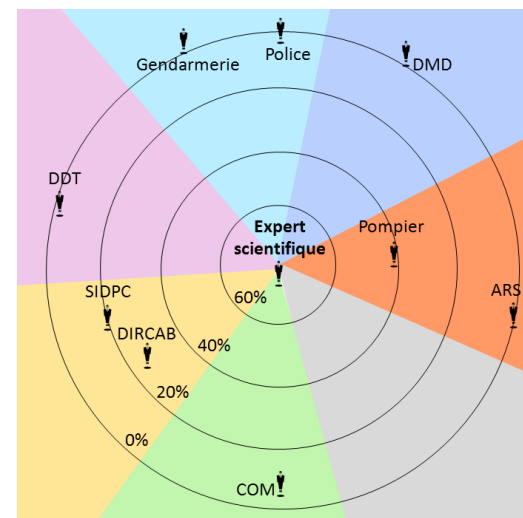 Gendarmerie
Police
DMD
DDT
Expert
scientifique
Pompier
SIDPC
60%
ARS
DIRCAB
40%
20%
0%
COM